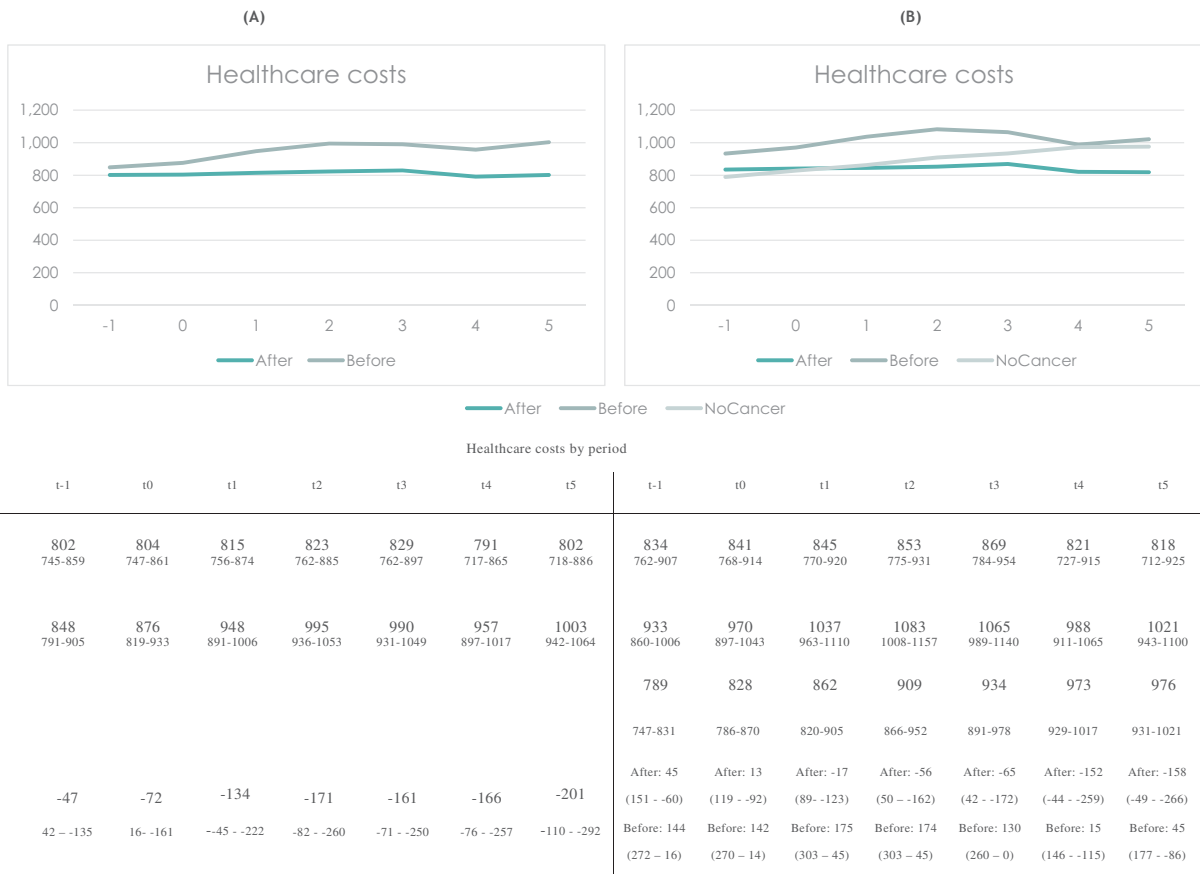 (A)
(B)
Healthcare costs
1,200
1,000
800
600
400
200
0
-1 0 1 2 3 4 5
After Before
Healthcare costs
1,200
1,000
800
600
400
200
0
-1 0 1 2 3 4 5
After Before NoCancer
After Before NoCancer
Healthcare costs by period
t-1 t0 t1 t2 t3 t4 t5 t-1 t0 t1 t2 t3 t4 t5
802 804 815 823 829 791 802 834 841 845 853 869 821 818
745-859 747-861 756-874 762-885 762-897 717-865 718-886 762-907 768-914 770-920 775-931 784-954 727-915 712-925
848 876 948 995 990 957 1003 933 970 1037 1083 1065 988 1021
791-905 819-933 891-1006 936-1053 931-1049 897-1017 942-1064 860-1006 897-1043 963-1110 1008-1157 989-1140 911-1065 943-1100
789 828 862 909 934 973 976
747-831 786-870 820-905 866-952 891-978 929-1017 931-1021
After: 45 After: 13 After: -17 After: -56 After: -65 After: -152 After: -158
-47 -72 -134 -171 -161 -166 -201 (151 - -60) (119 - -92) (89- -123) (50 – -162) (42 - -172) (-44 - -259) (-49 - -266)
42 – -135 16- -161 --45 - -222 -82 - -260 -71 - -250 -76 - -257 -110 - -292 Before: 144 Before: 142 Before: 175 Before: 174 Before: 130 Before: 15 Before: 45
(272 – 16) (270 – 14) (303 – 45) (303 – 45) (260 – 0) (146 - -115) (177 - -86)